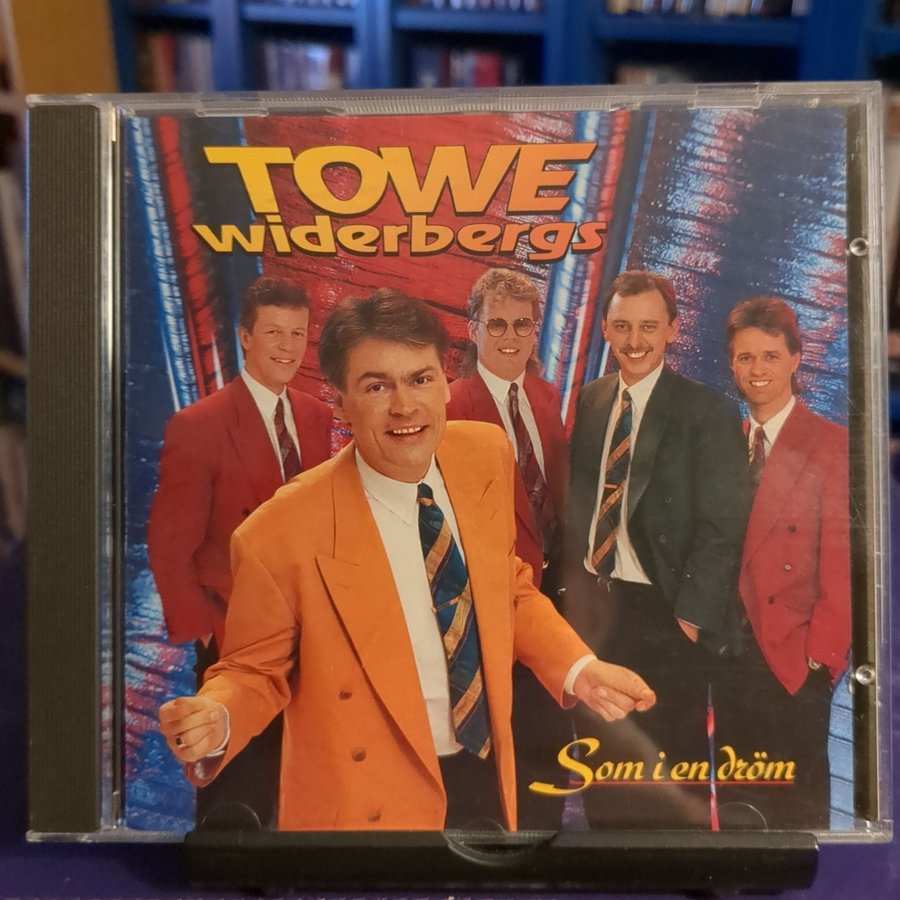 TOWE
widerbergs
Som i en dröm